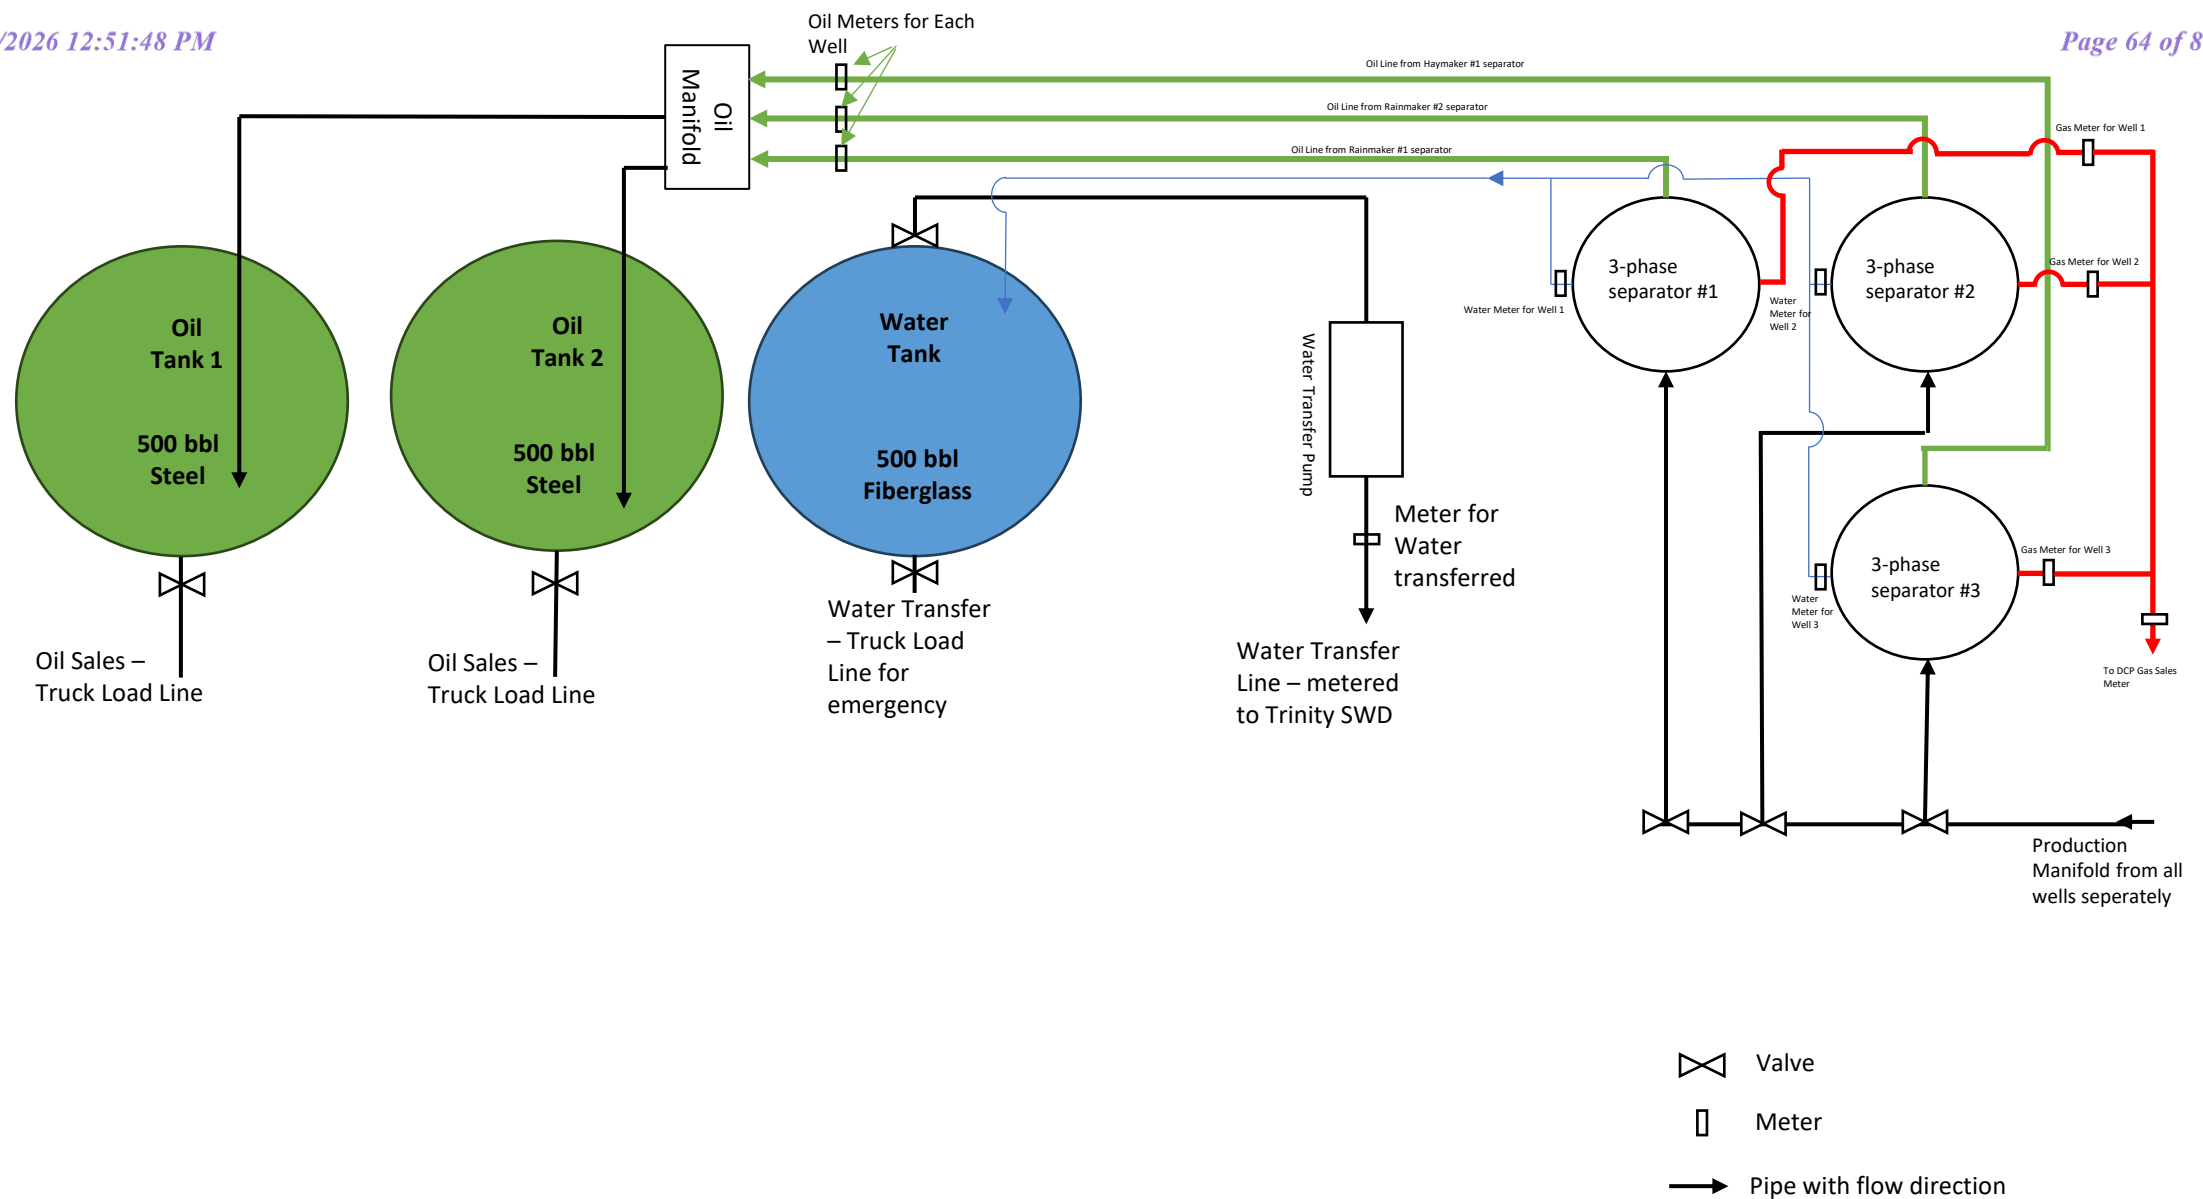 /2026 12:51:48 PM
Page 64 of 8
Oil Meters for Each
Well
Oil
Manifold
Oil Line from Haymaker #1 separator
Oil Line from Rainmaker #2 separator
Oil Line from Rainmaker #1 separator
Gas Meter for Well 1
Gas Meter for Well 2
Gas Meter for Well 3
3-phase
separator #1
3-phase
separator #2
3-phase
separator #3
Water Meter for Well 1
Water
Meter for
Well 2
Water
Meter for
Well 3
To DCP Gas Sales
Meter
Oil
Tank 1
500 bbl
Steel
Oil
Tank 2
500 bbl
Steel
Water
Tank
500 bbl
Fiberglass
Water Transfer Pump
Meter for
Water
transferred
Oil Sales –
Truck Load Line
Oil Sales –
Truck Load Line
Water Transfer
– Truck Load
Line for
emergency
Water Transfer
Line – metered
to Trinity SWD
Production
Manifold from all
wells seperately
Valve
Meter
Pipe with flow direction